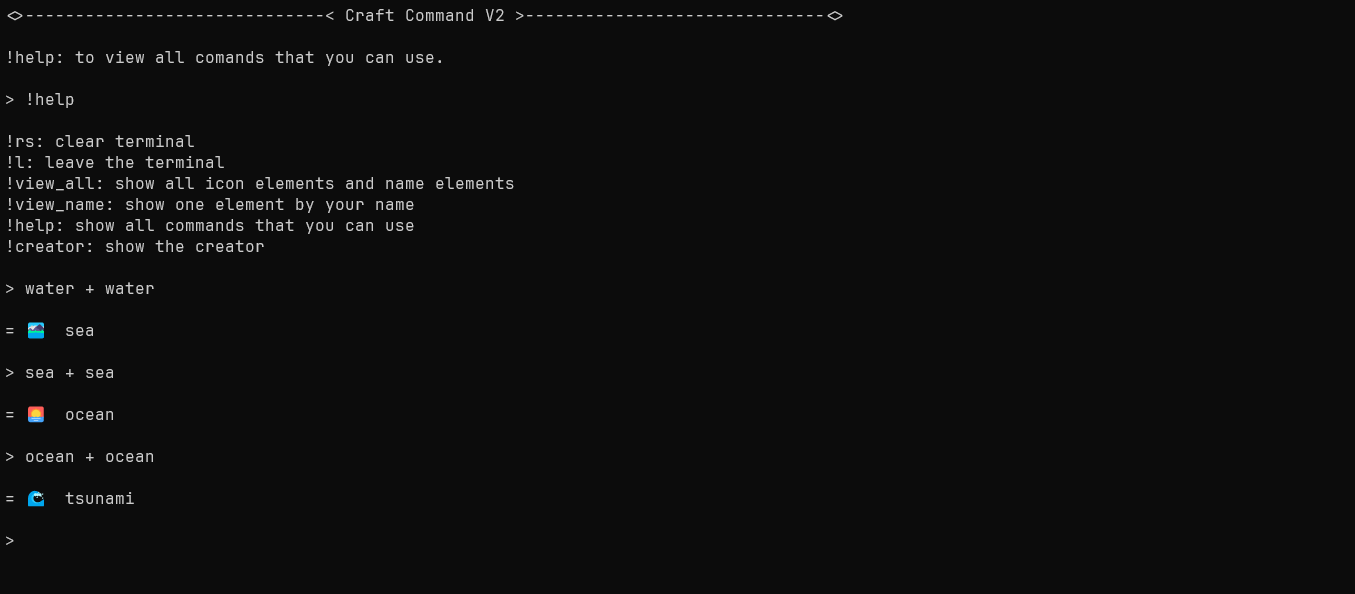 <>------------------------------< Craft Command V2 >------------------------------<>
!help: to view all comands that you can use.
> !help
!rs: clear terminal
!l: leave the terminal
!view_all: show all icon elements and name elements
!view_name: show one element by your name
!help: show all commands that you can use
!creator: show the creator
> water + water
= 🏞️ sea
> sea + sea
= 🌅 ocean
> ocean + ocean
= 🌊 tsunami
>